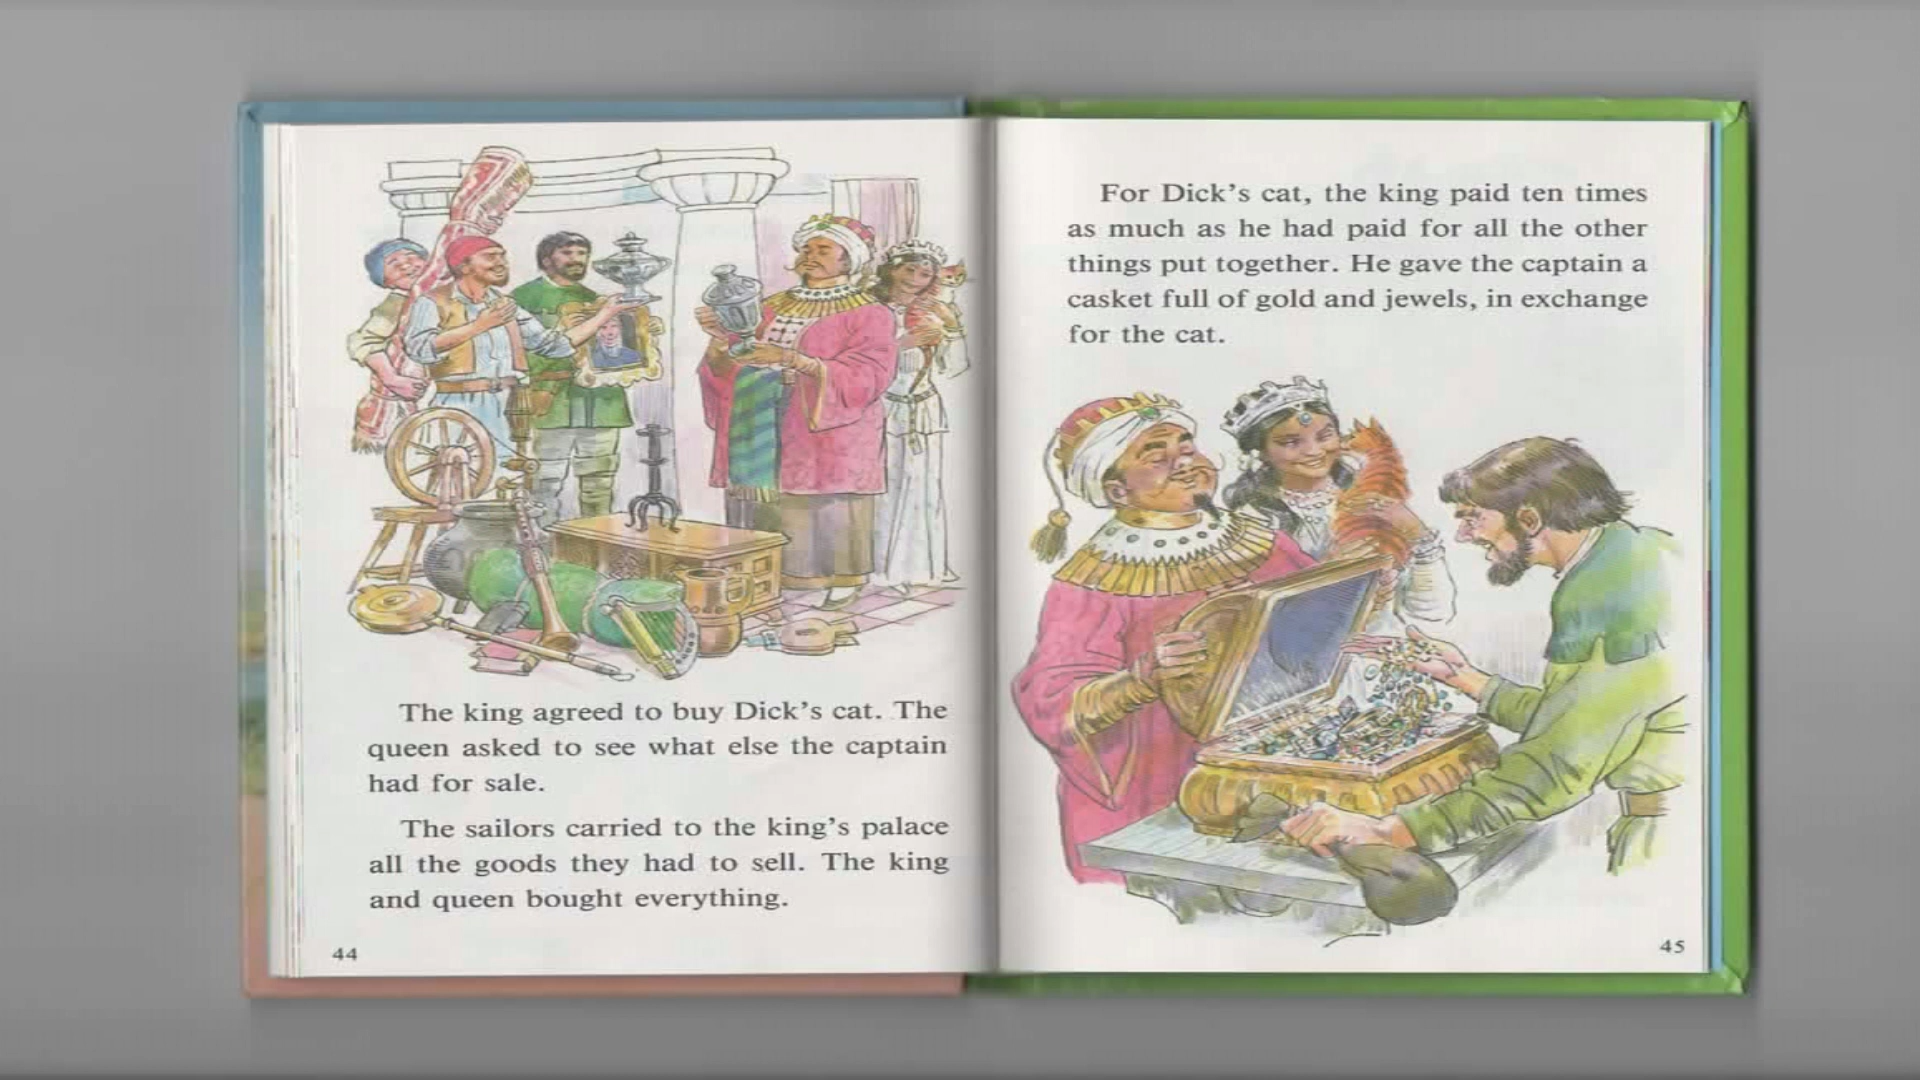 The king agreed to buy Dick's cat. The
queen asked to see what else the captain
had for sale.
The sailors carried to the king's palace
all the goods they had to sell. The king
and queen bought everything.
44
For Dick's cat, the king paid ten times
as much as he had paid for all the other
things put together. He gave the captain a
casket full of gold and jewels, in exchange
for the cat.
45